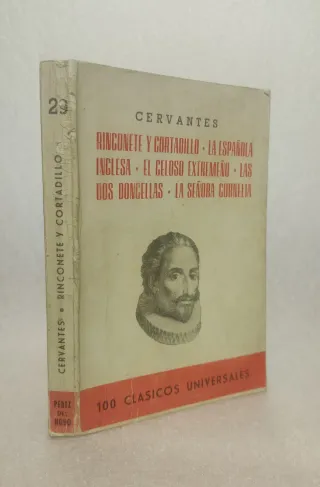 CERVANTES
RINCONETE Y CORTADILLO · LA ESPAÑOLA
INGLESA · EL CELOSO EXTREMEÑO · LAS
DOS DONCELLAS · LA SEÑORA CORNELIA
100 CLASICOS UNIVERSALES
29
CERVANTES * RINCONETE Y CORTADILLO
PEREZ
DEL
HOYO